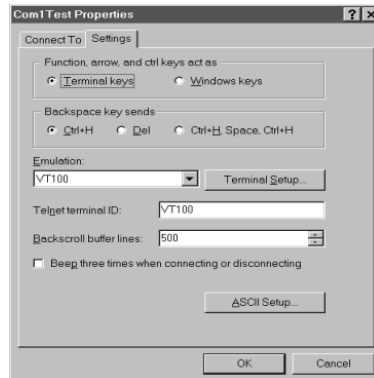 Com1Test Properties
Connect To Settings
Function, arrow, and ctrl keys act as
Terminal keys Windows keys
Backspace key sends
Ctrl+H Del Ctrl+H, Space, Ctrl+H
Emulation:
VT100 Terminal Setup...
Telnet terminal ID: VT100
Backscroll buffer lines: 500
Beep three times when connecting or disconnecting
ASCII Setup...
OK Cancel